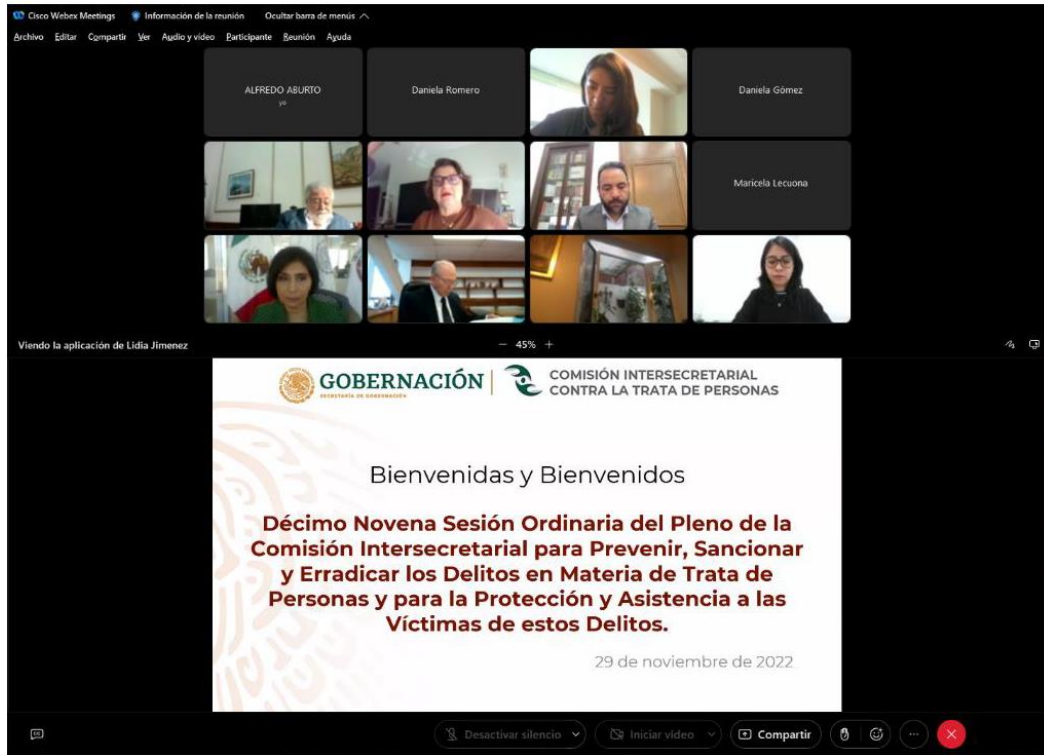 Cisco Webex Meetings Información de la reunión Ocultar barra de menús
Archivo Editar Compartir Ver Audio y vídeo Participante Reunión Ayuda
ALFREDO ABURTO
yo
Daniela Romero
Daniela Gómez
Maricela Lecuona
Viendo la aplicación de Lidia Jimenez
45%
GOBERNACIÓN
SECRETARÍA DE GOBERNACIÓN
COMISIÓN INTERSECRETARIAL
CONTRA LA TRATA DE PERSONAS
Bienvenidas y Bienvenidos
Décimo Novena Sesión Ordinaria del Pleno de la
Comisión Intersecretarial para Prevenir, Sancionar
y Erradicar los Delitos en Materia de Trata de
Personas y para la Protección y Asistencia a las
Víctimas de estos Delitos.
29 de noviembre de 2022
Desactivar silencio Iniciar vídeo Compartir